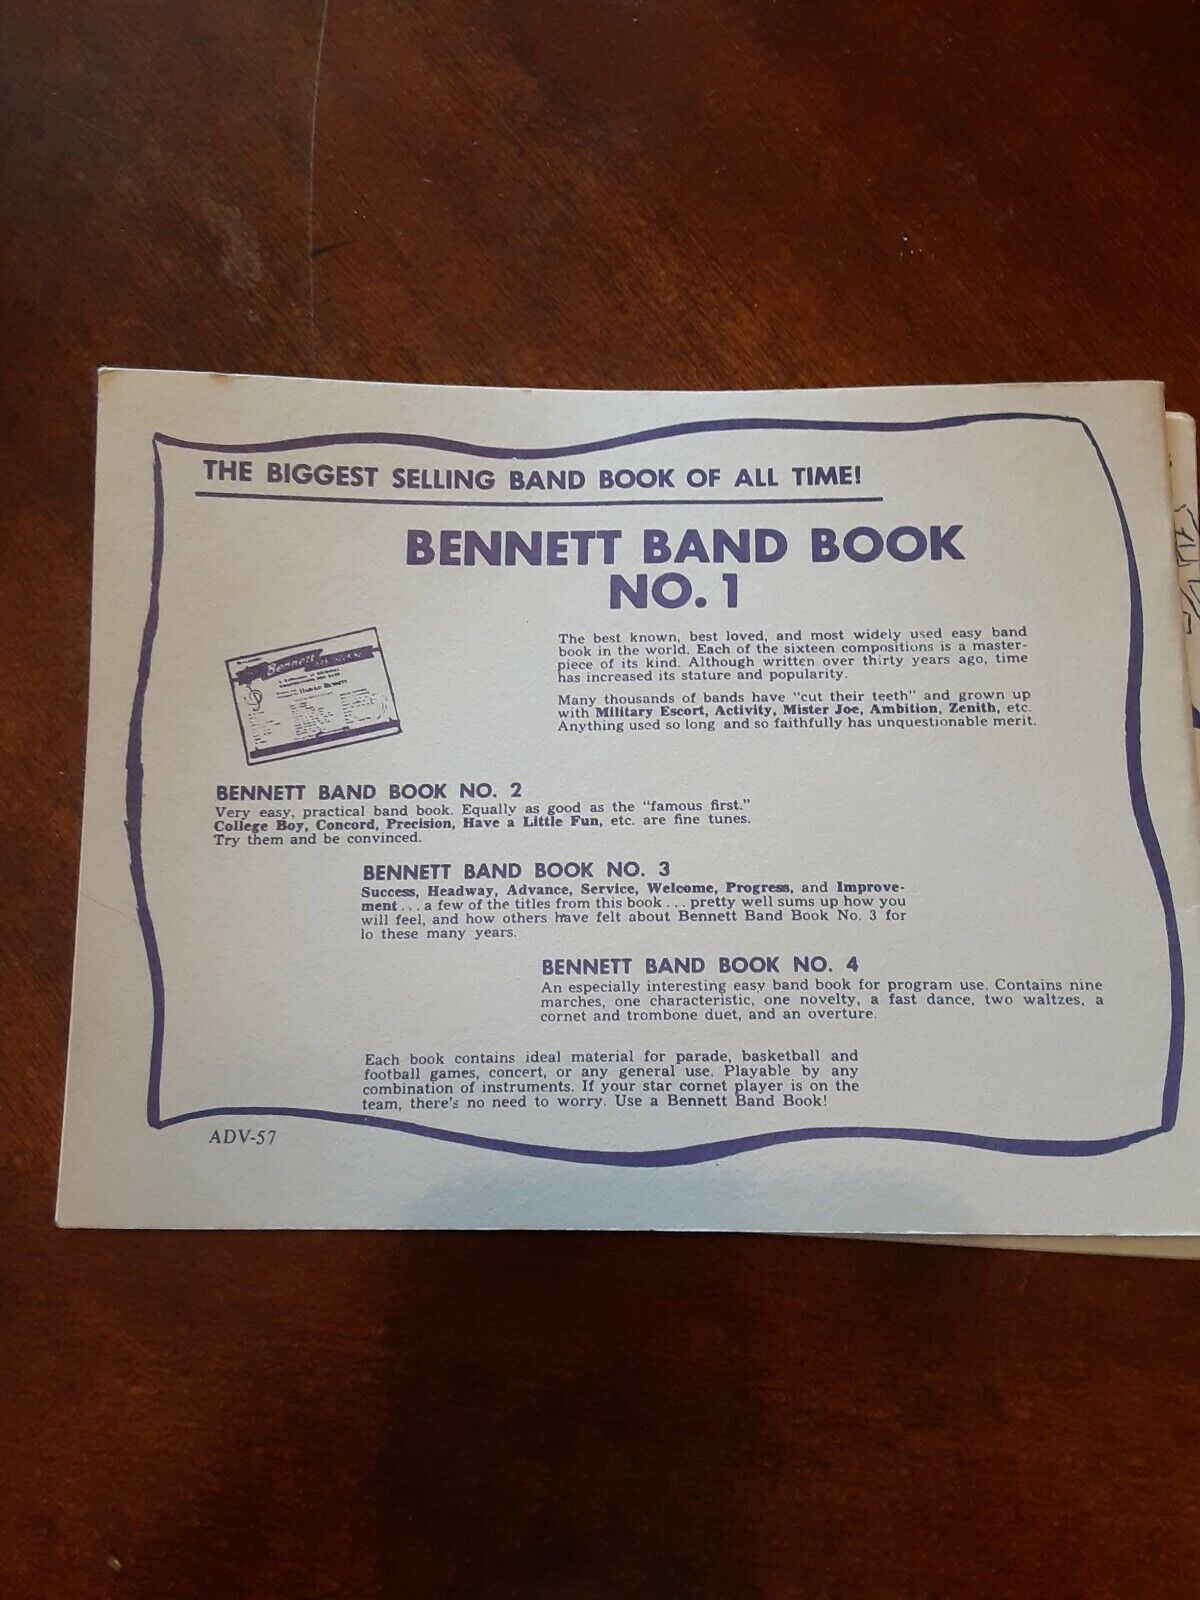 THE BIGGEST SELLING BAND BOOK OF ALL TIME!
BENNETT BAND BOOK
NO. 1
Bennett
The best known, best loved, and most widely used easy band
book in the world. Each of the sixteen compositions is a master-
piece of its kind. Although written over thirty years ago, time
has increased its stature and popularity.
Many thousands of bands have "cut their teeth" and grown up
with Military Escort, Activity, Mister Joe, Ambition, Zenith, etc.
Anything used so long and so faithfully has unquestionable merit.
BENNETT BAND BOOK NO. 2
Very easy, practical band book. Equally as good as the "famous first."
College Boy, Concord, Precision, Have a Little Fun, etc. are fine tunes.
Try them and be convinced.
BENNETT BAND BOOK NO. 3
Success, Headway, Advance, Service, Welcome, Progress, and Improve-
ment ... a few of the titles from this book ... pretty well sums up how you
will feel, and how others have felt about Bennett Band Book No. 3 for
lo these many years.
BENNETT BAND BOOK NO. 4
An especially interesting easy band book for program use. Contains nine
marches, one characteristic, one novelty, a fast dance, two waltzes, a
cornet and trombone duet, and an overture.
Each book contains ideal material for parade, basketball and
football games, concert, or any general use. Playable by any
combination of instruments. If your star cornet player is on the
team, there's no need to worry. Use a Bennett Band Book!
ADV-57